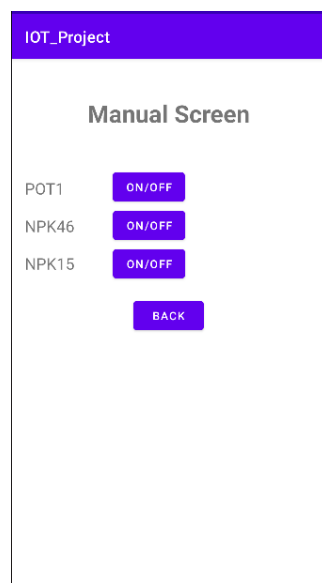 IOT_Project
Manual Screen
POT1 ON/OFF
NPK46 ON/OFF
NPK15 ON/OFF
BACK